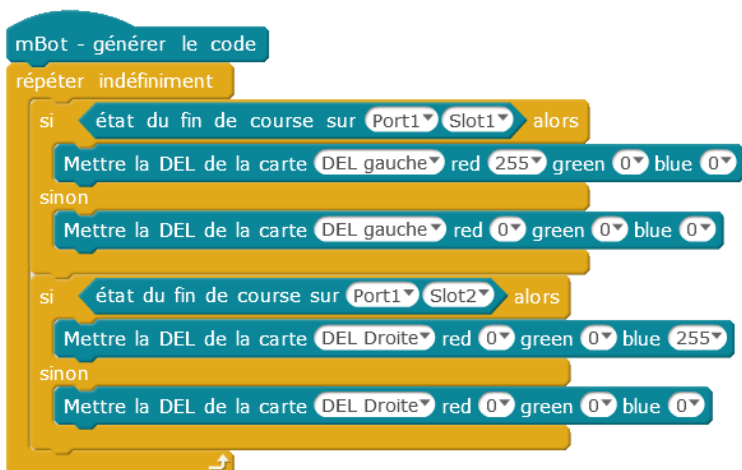 mBot - générer le code
répéter indéfiniment
si état du fin de course sur Port1 Slot1 alors
Mettre la DEL de la carte DEL gauche red 255 green 0 blue 0
sinon
Mettre la DEL de la carte DEL gauche red 0 green 0 blue 0
si état du fin de course sur Port1 Slot2 alors
Mettre la DEL de la carte DEL Droite red 0 green 0 blue 255
sinon
Mettre la DEL de la carte DEL Droite red 0 green 0 blue 0